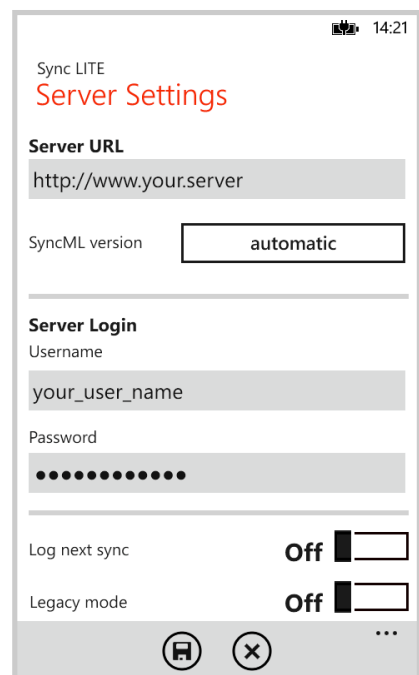 14:21
Sync LITE
Server Settings
Server URL
http://www.your.server
SyncML version automatic
Server Login
Username
your_user_name
Password
●●●●●●●●●●●●
Log next sync Off
Legacy mode Off
...